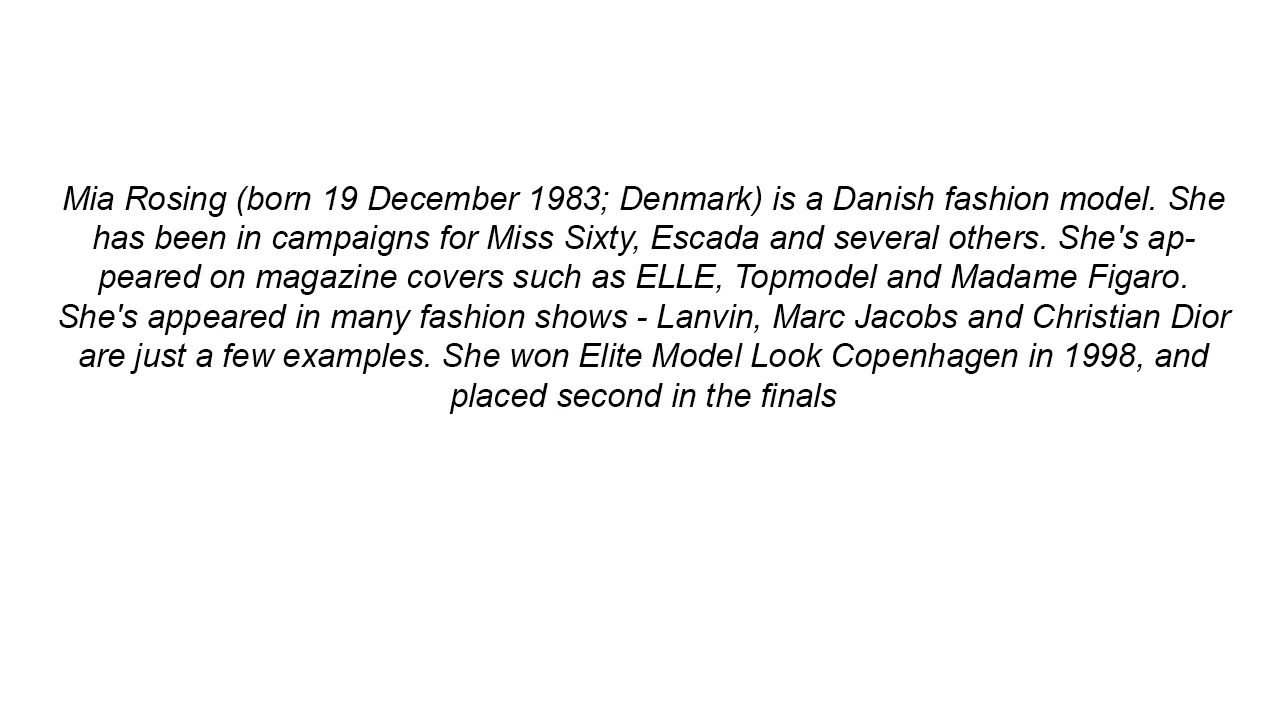 Mia Rosing (born 19 December 1983; Denmark) is a Danish fashion model. She
has been in campaigns for Miss Sixty, Escada and several others. She's ap-
peared on magazine covers such as ELLE, Topmodel and Madame Figaro.
She's appeared in many fashion shows - Lanvin, Marc Jacobs and Christian Dior
are just a few examples. She won Elite Model Look Copenhagen in 1998, and
placed second in the finals